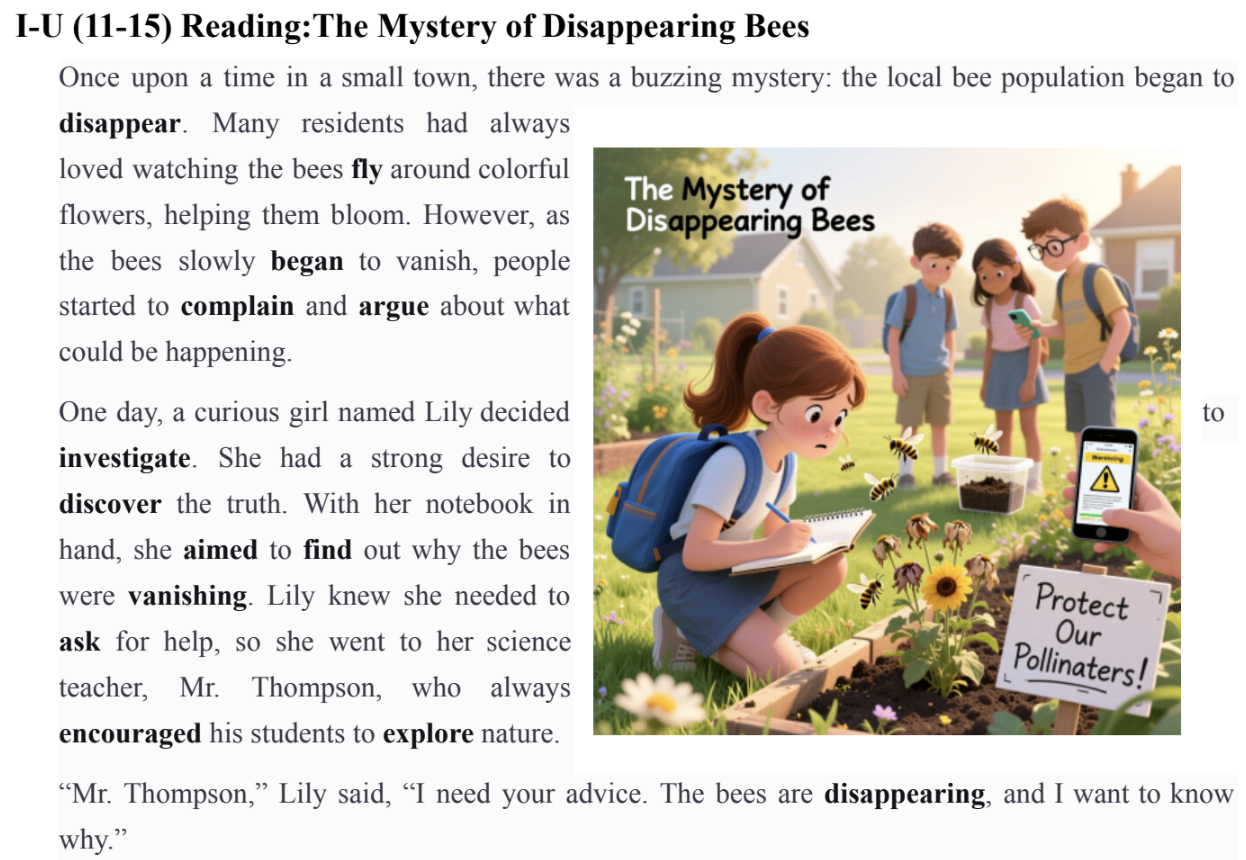 I-U (11-15) Reading:The Mystery of Disappearing Bees
Once upon a time in a small town, there was a buzzing mystery: the local bee population began to
disappear. Many residents had always
loved watching the bees fly around colorful
flowers, helping them bloom. However, as
the bees slowly began to vanish, people
started to complain and argue about what
could be happening.
One day, a curious girl named Lily decided to
investigate. She had a strong desire to
discover the truth. With her notebook in
hand, she aimed to find out why the bees
were vanishing. Lily knew she needed to
ask for help, so she went to her science
teacher, Mr. Thompson, who always
encouraged his students to explore nature.
The Mystery of
Disappearing Bees
Protect
Our
Pollinaters!
“Mr. Thompson,” Lily said, “I need your advice. The bees are disappearing, and I want to know
why.”